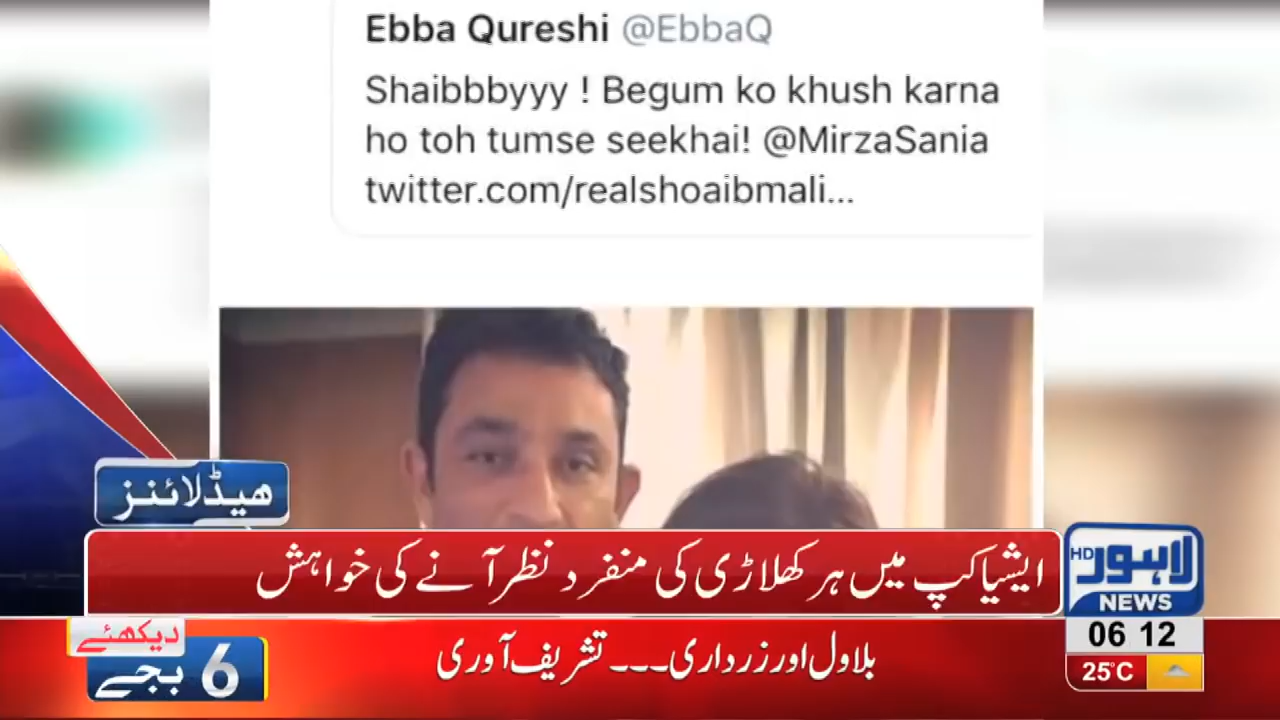 Ebba Qureshi @EbbaQ
Shaibbbyyy ! Begum ko khush karna
ho toh tumse seekhai! @MirzaSania
twitter.com/realshoaibmali...
ھیڈلائنز
ایشیاکپ میں ہر کھلاڑی کی منفرد نظر آنے کی خواہش
لاہور HD
NEWS
06 12
25°C
دیکھئے
6 بجے
بلاول اور زرداری۔۔۔ تشریف آوری